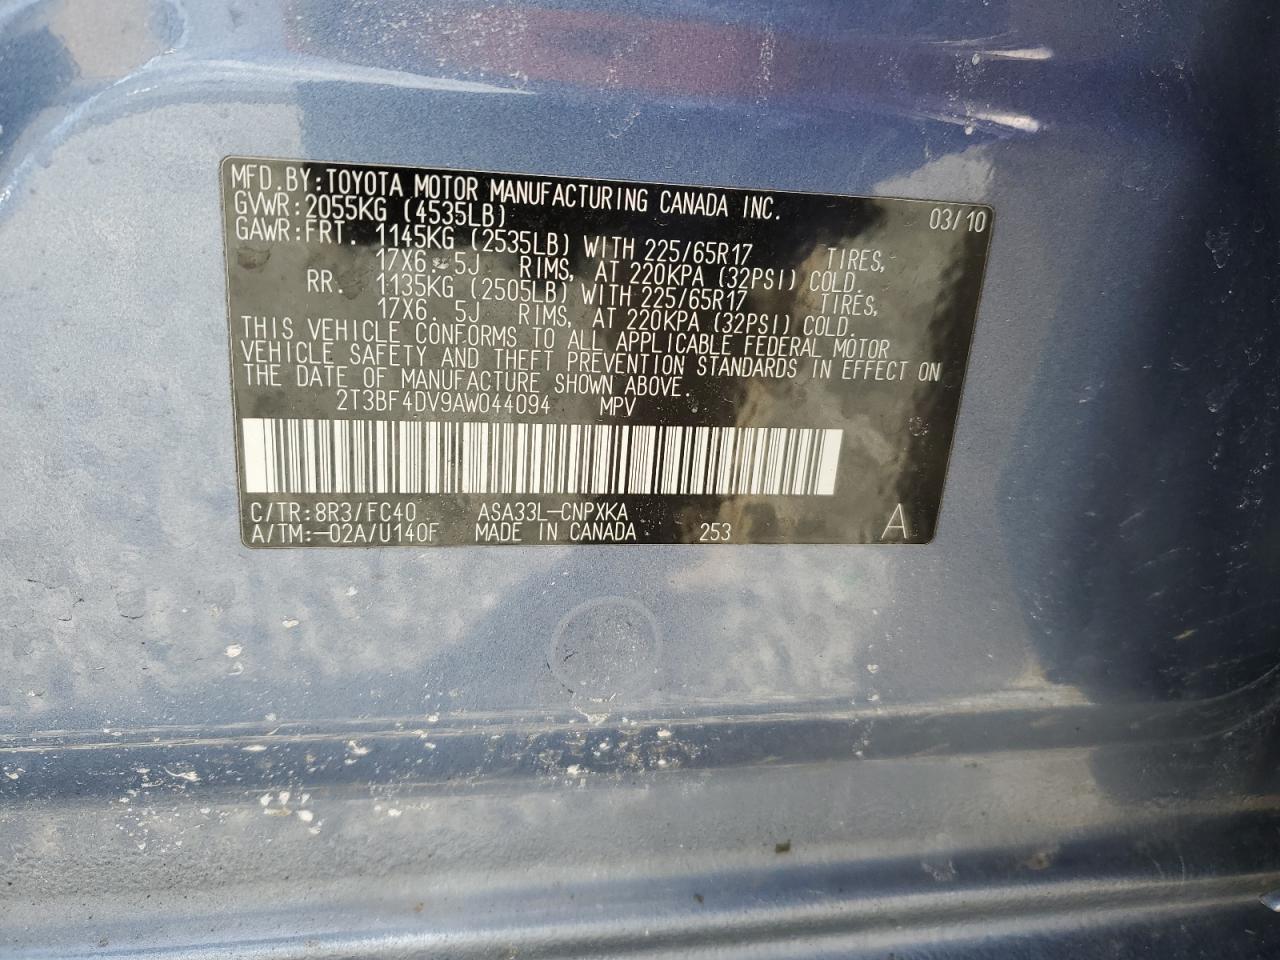 MFD.BY:TOYOTA MOTOR MANUFACTURING CANADA INC.
GVWR:2055KG (4535LB) 03/10
GAWR:FRT. 1145KG (2535LB) WITH 225/65R17 TIRES,
17X6.5J RIMS, AT 220KPA (32PSI) COLD.
RR. 1135KG (2505LB) WITH 225/65R17 TIRES,
17X6.5J RIMS, AT 220KPA (32PSI) COLD.
THIS VEHICLE CONFORMS TO ALL APPLICABLE FEDERAL MOTOR
VEHICLE SAFETY AND THEFT PREVENTION STANDARDS IN EFFECT ON
THE DATE OF MANUFACTURE SHOWN ABOVE.
2T3BF4DV9AW044094 MPV
C/TR:8R3/FC40 ASA33L-CNPXKA
A/TM:-02A/U140F MADE IN CANADA 253 A